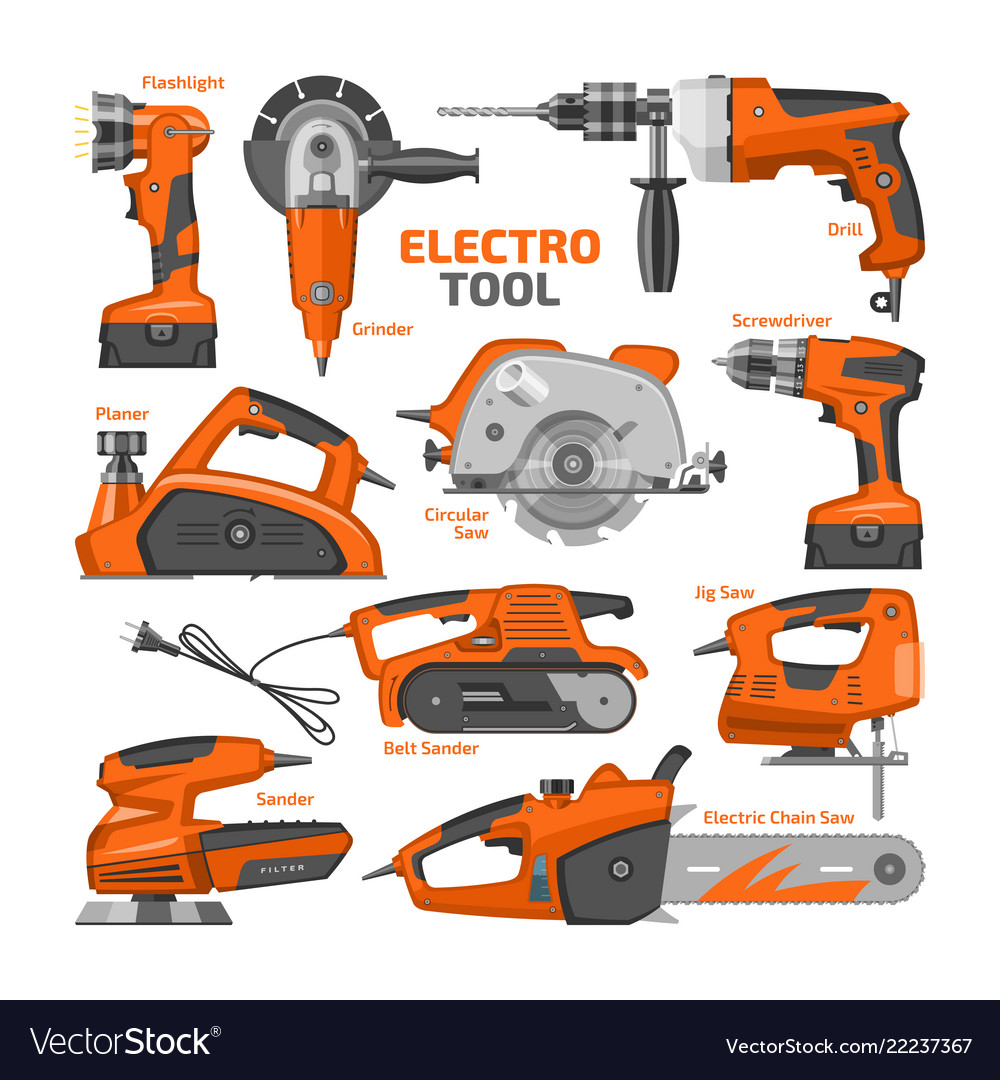 Flashlight
ELECTRO
TOOL
Drill
Grinder
Screwdriver
Planer
Circular
Saw
Jig Saw
Belt Sander
Sander
FILTER
Electric Chain Saw
VectorStock®
VectorStock.com/22237367